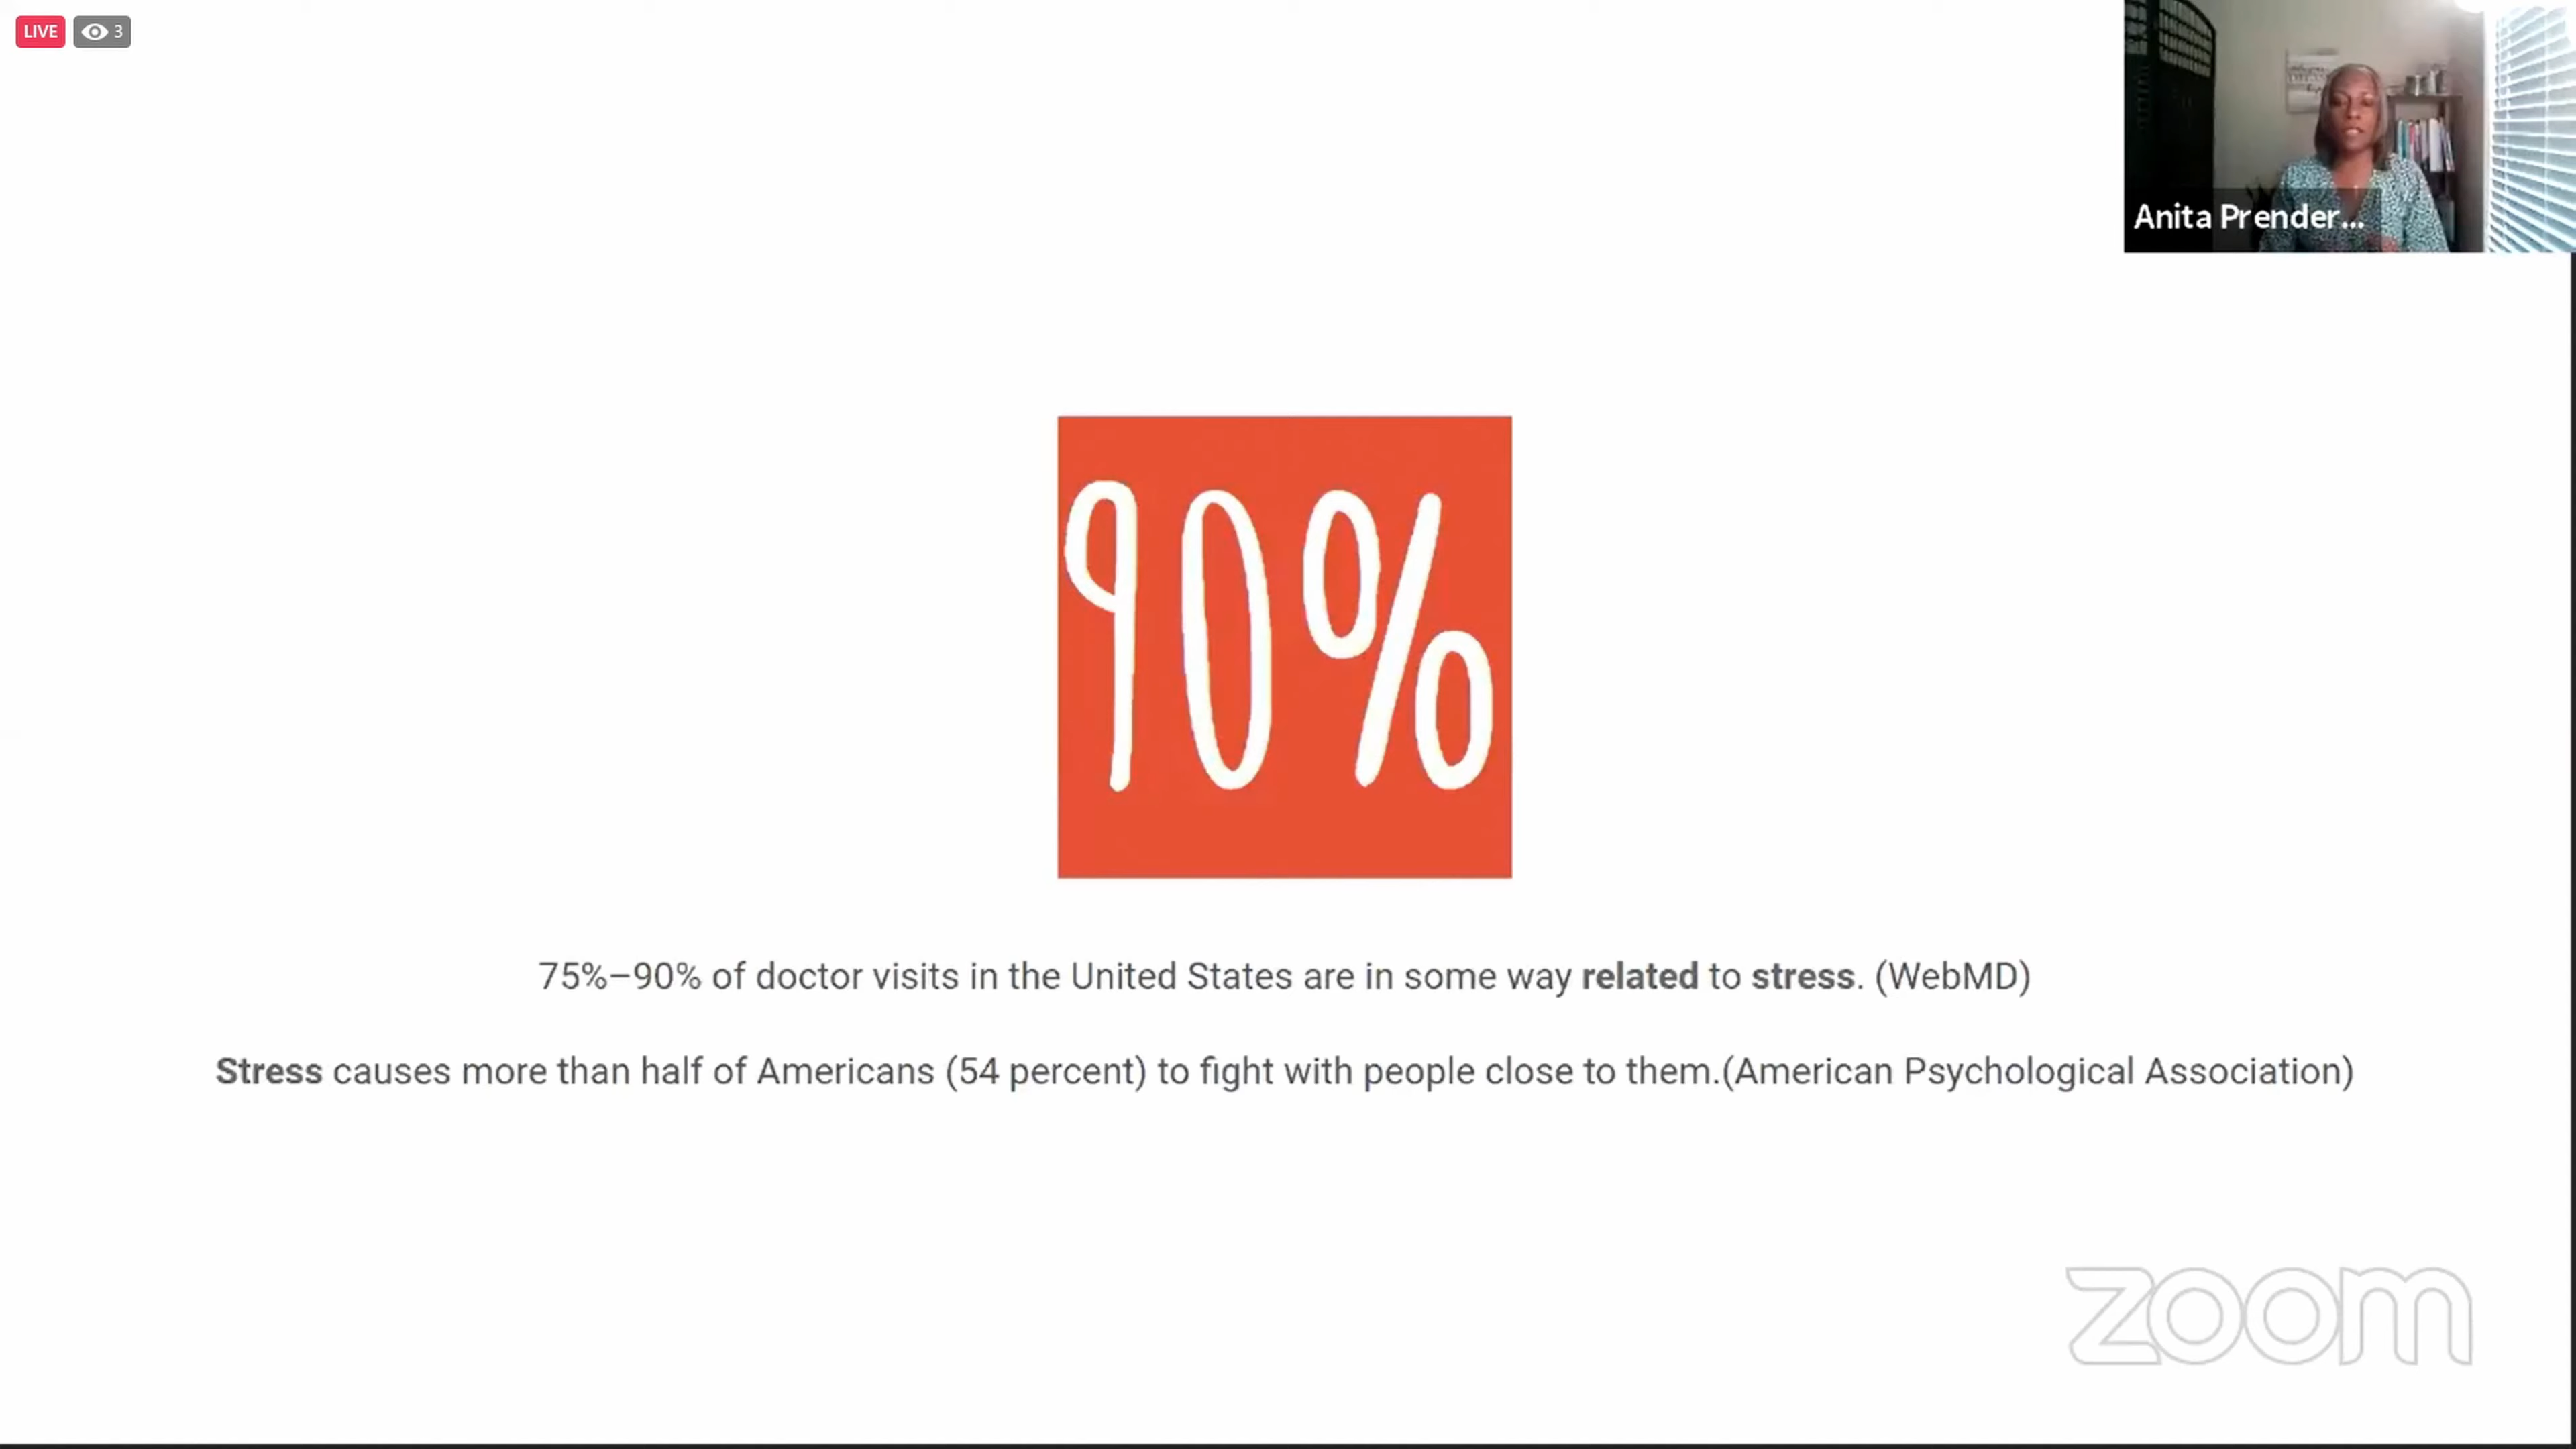 LIVE 3
Anita Prender...
90%
75%–90% of doctor visits in the United States are in some way related to stress. (WebMD)
Stress causes more than half of Americans (54 percent) to fight with people close to them.(American Psychological Association)
zoom